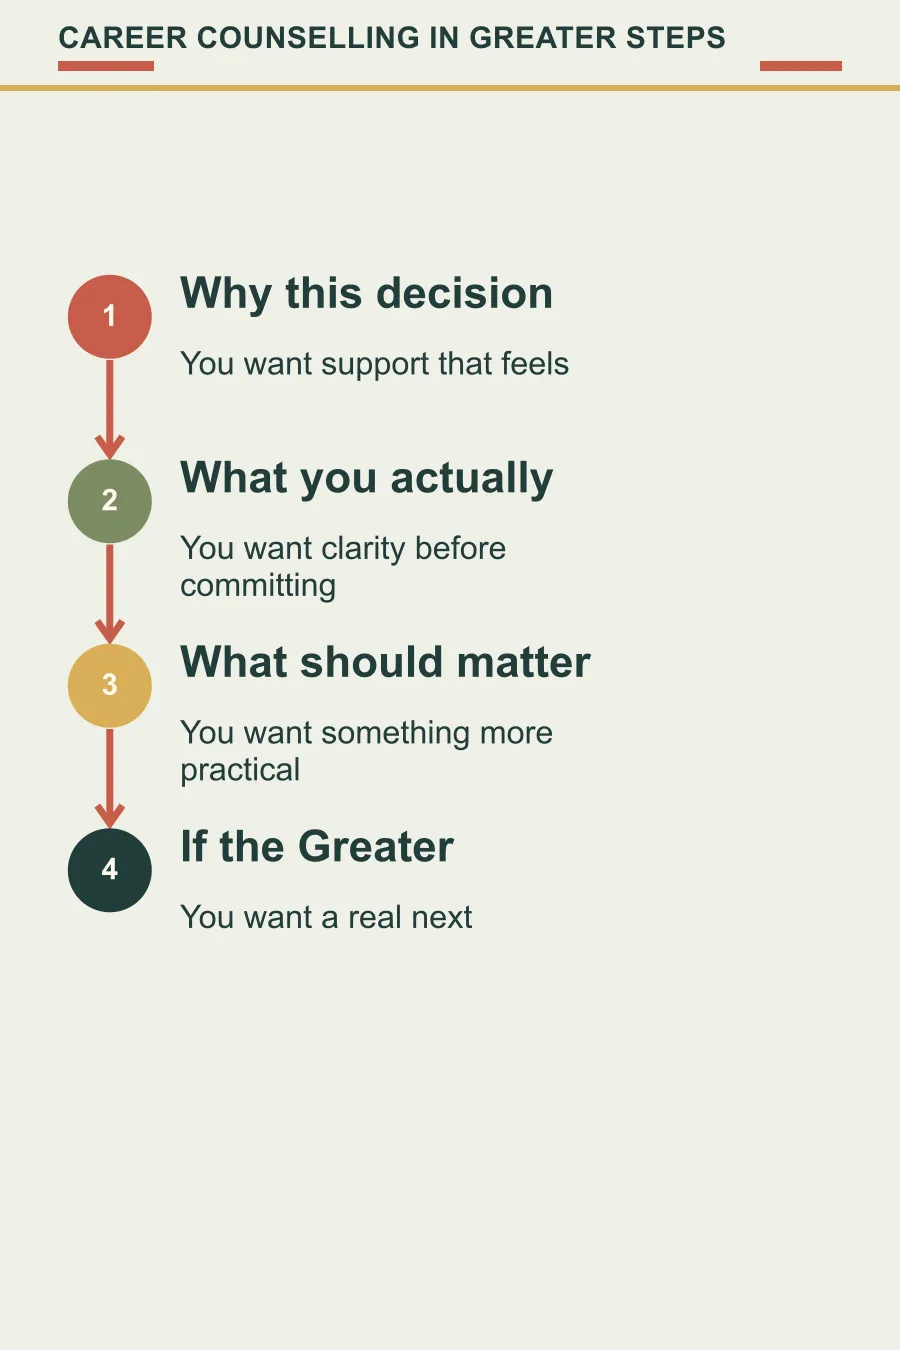 CAREER COUNSELLING IN GREATER STEPS
1
Why this decision
You want support that feels
2
What you actually
You want clarity before
committing
3
What should matter
You want something more
practical
4
If the Greater
You want a real next